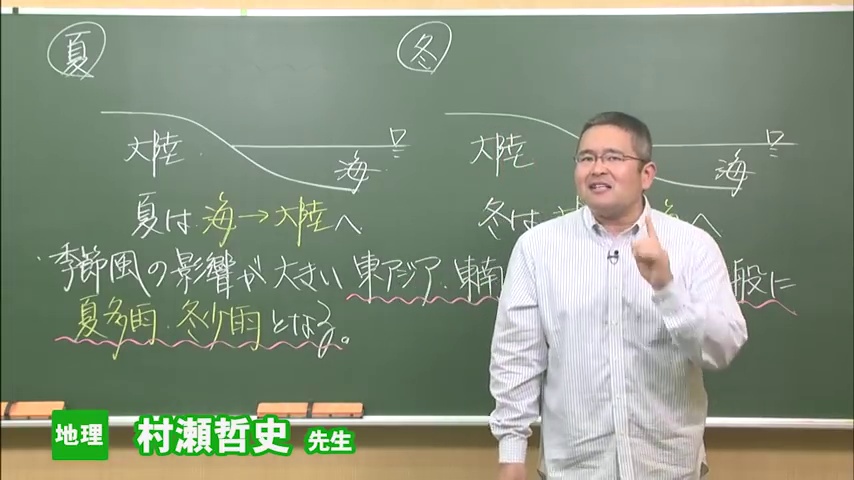 夏
冬
大陸
海
大陸
海
夏は 海→大陸へ
冬は 海へ
季節風の影響が大きい 東アジア・東南 般に
夏多雨・冬少雨となる。
地理 村瀬哲史 先生